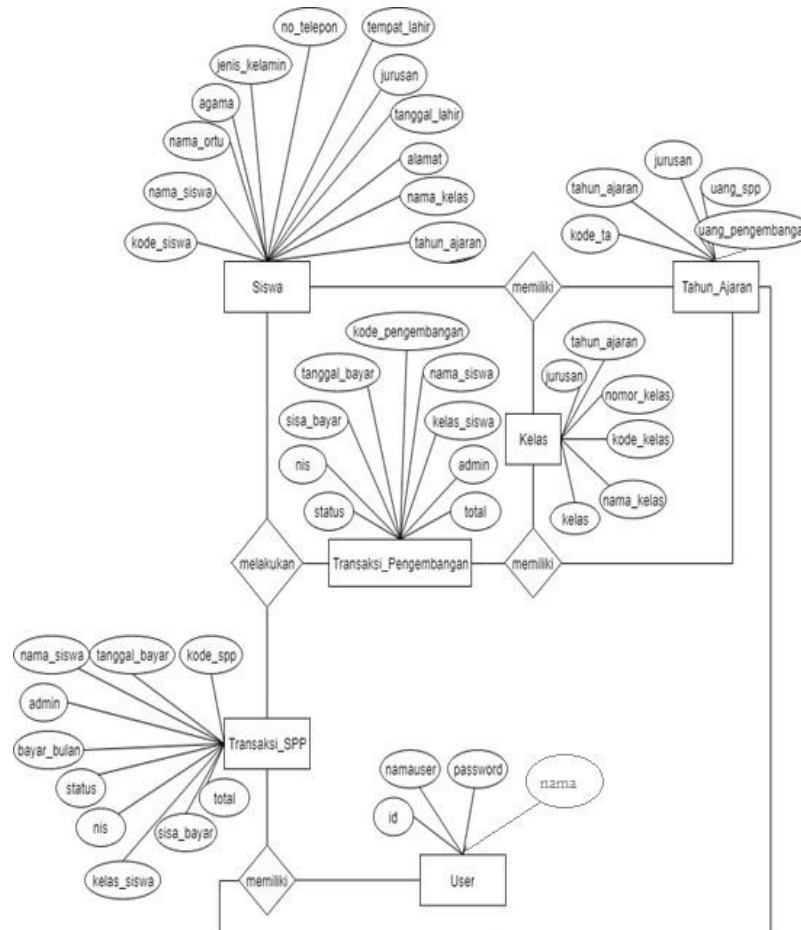 no_telepon
tempat_lahir
jenis_kelamin
jurusan
agama
tanggal_lahir
nama_ortu
alamat
nama_siswa
nama_kelas
kode_siswa
tahun_ajaran
Siswa
memiliki
jurusan
tahun_ajaran
uang_spp
kode_ta
uang_pengembanga
Tahun_Ajaran
kode_pengembangan
tanggal_bayar
nama_siswa
sisa_bayar
kelas_siswa
nis
admin
status
total
Transaksi_Pengembangan
tahun_ajaran
jurusan
nomor_kelas
Kelas
kode_kelas
nama_kelas
kelas
melakukan
memiliki
nama_siswa
tanggal_bayar
kode_spp
admin
bayar_bulan
Transaksi_SPP
status
total
nis
sisa_bayar
kelas_siswa
memiliki
namauser
password
nama
id
User